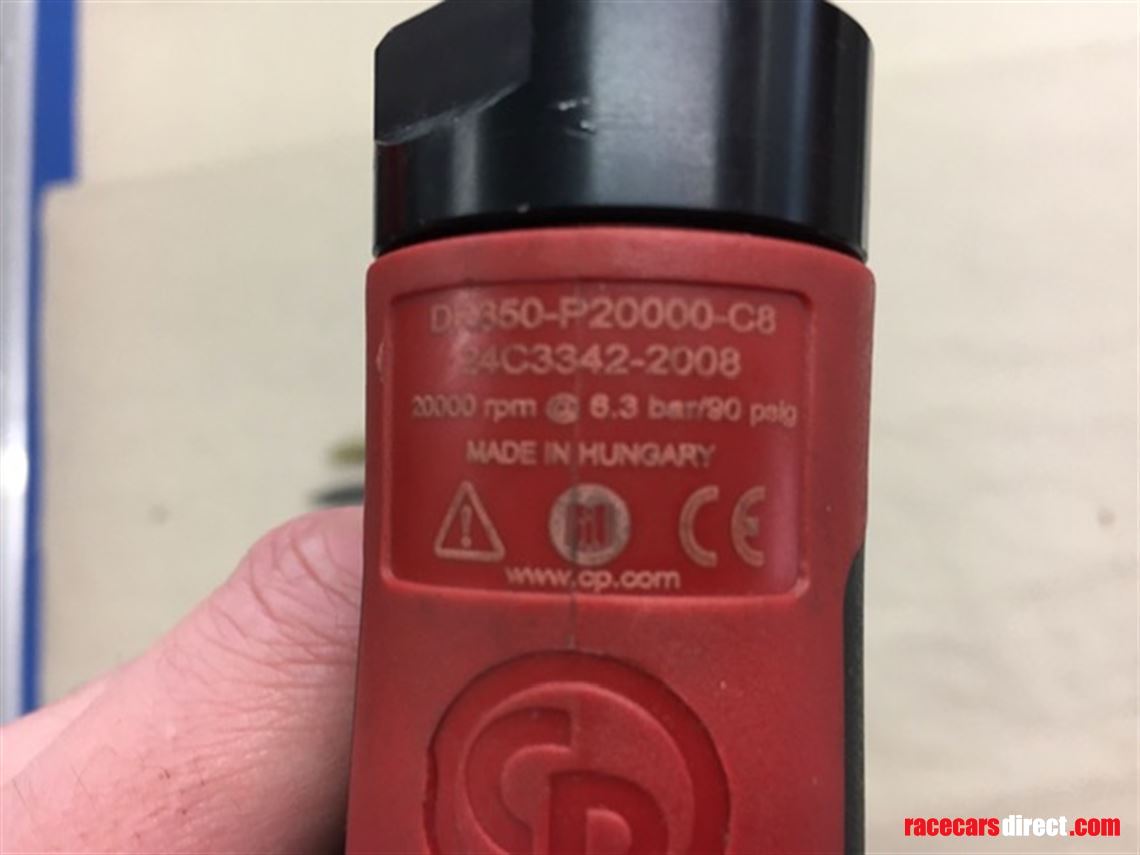 DR350-P20000-C8
24C3342-2008
20000 rpm @ 6.3 bar/90 psig
MADE IN HUNGARY
CE
www.cp.com
CP
racecarsdirect.com